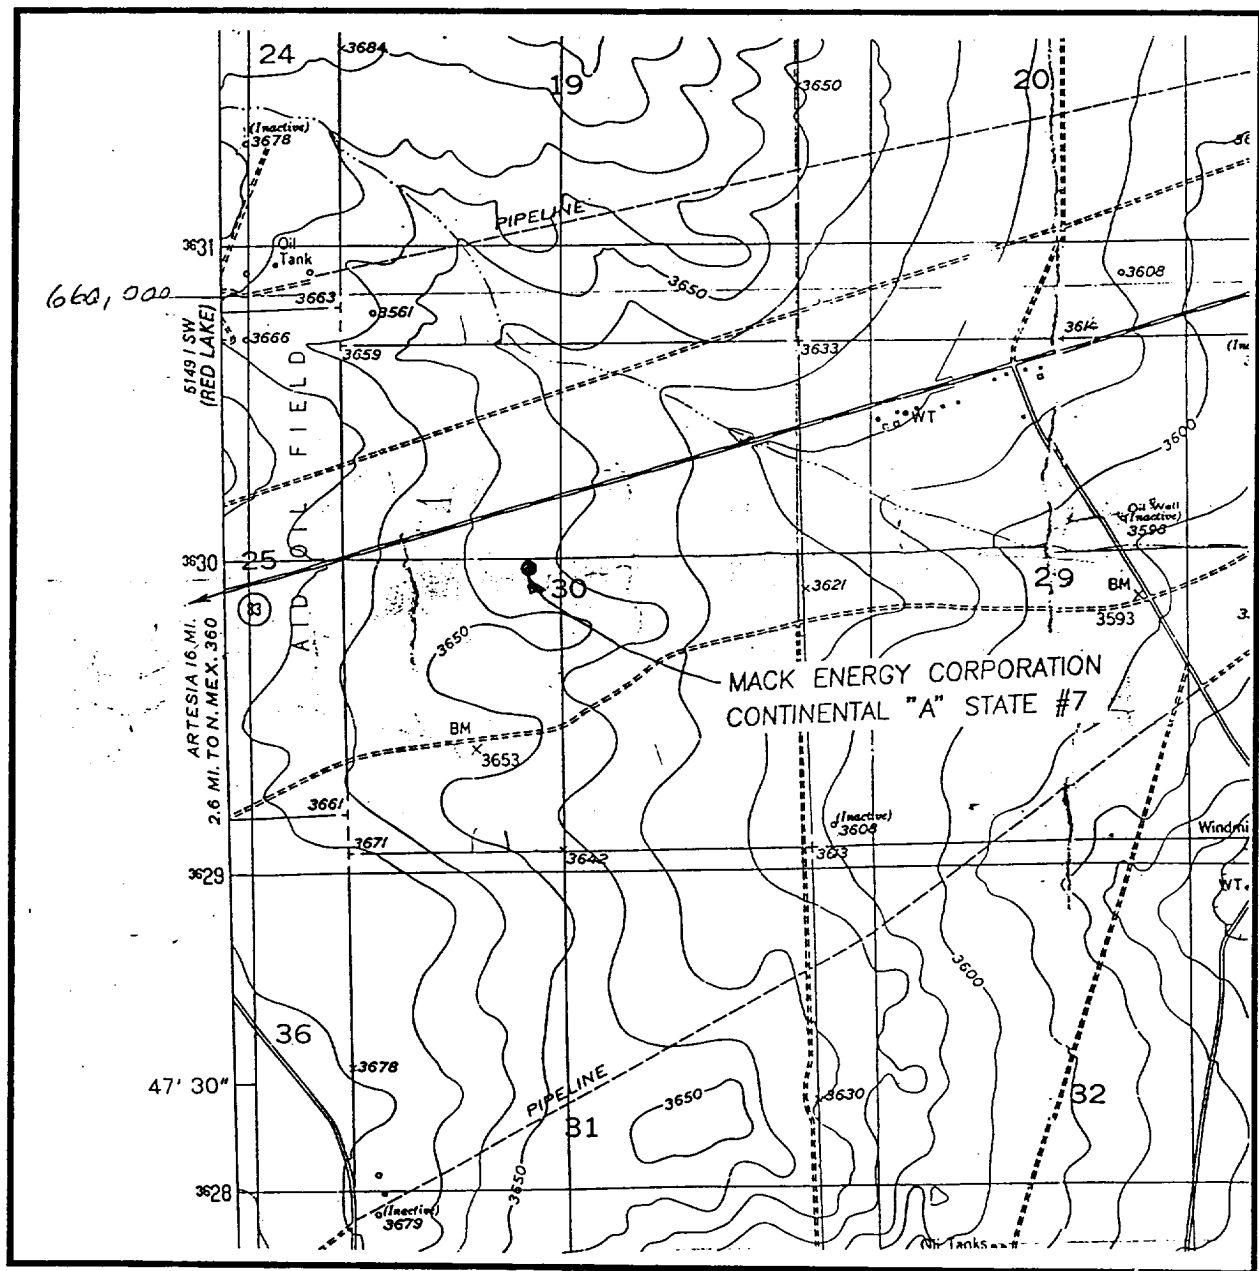 24
3684
19
3650
20
(Inactive)
3678
PIPELINE
3631
Oil
Tank
3650
3608
660,000
3663
3561
3614
3666
3659
3633
5149 I SW
(RED LAKE)
AID OIL FIELD
WT
3600
Oil Well
(Inactive)
3596
3630
25
30
3621
29
BM
3593
83
3650
MACK ENERGY CORPORATION
CONTINENTAL "A" STATE #7
ARTESIA 16 MI.
2.6 MI. TO N. MEX. 360
BM
3653
3661
(Inactive)
3608
3671
3642
3613
Windmi
3629
WT
3600
36
3678
47' 30"
PIPELINE
3650
3630
32
31
3650
3628
(Inactive)
3679
Oil Tanks